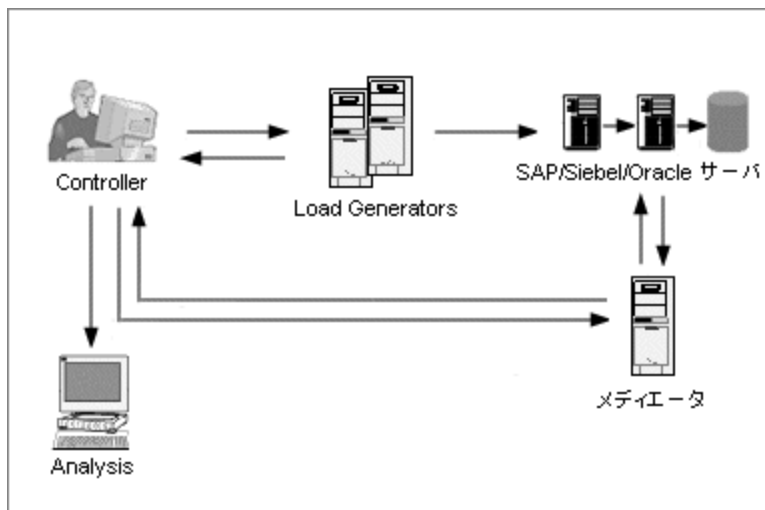 Controller
Load Generators
SAP/Siebel/Oracle サーバ
メディエータ
Analysis